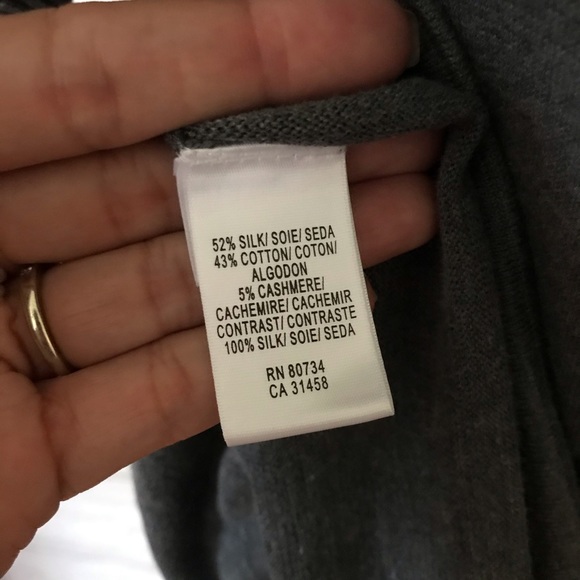 52% SILK/ SOIE/ SEDA
43% COTTON/ COTON/
ALGODON
5% CASHMERE/
CACHEMIRE/ CACHEMIR
CONTRAST/ CONTRASTE
100% SILK/ SOIE/ SEDA
RN 80734
CA 31458